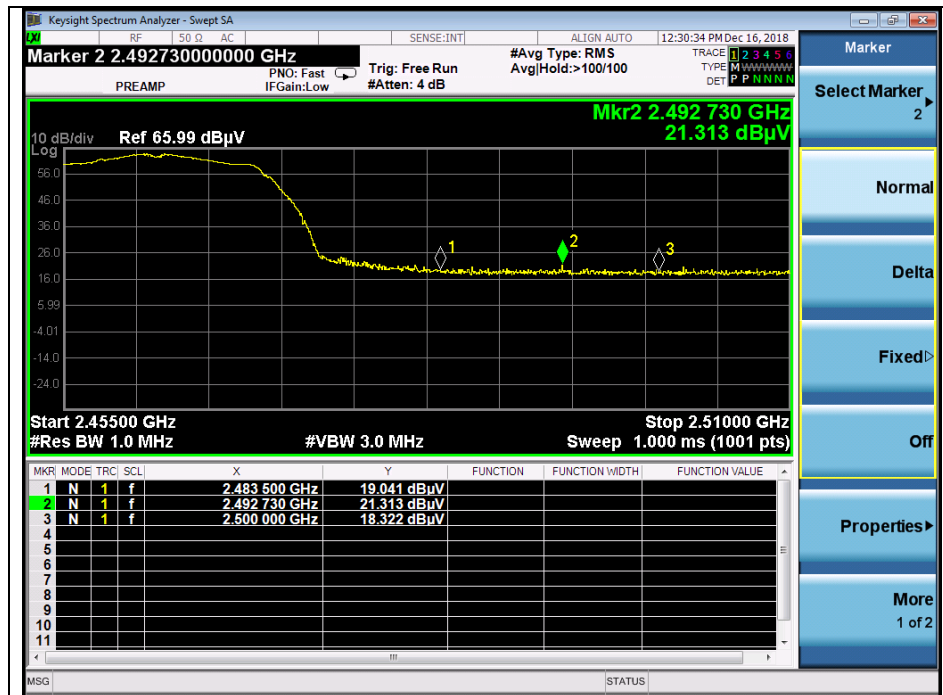 Keysight Spectrum Analyzer - Swept SA
LXI RF 50 Ω AC SENSE:INT ALIGN AUTO 12:30:34 PM Dec 16, 2018
Marker 2 2.492730000000 GHz
PREAMP
PNO: Fast
IFGain:Low
Trig: Free Run
#Atten: 4 dB
#Avg Type: RMS
Avg|Hold:>100/100
TRACE 1 2 3 4 5 6
TYPE M W W W W W
DET P P N N N N
Mkr2 2.492 730 GHz
21.313 dBµV
10 dB/div Ref 65.99 dBµV
Log
56.0
46.0
36.0
26.0
16.0
5.99
-4.01
-14.0
-24.0
1
2
3
Start 2.45500 GHz Stop 2.51000 GHz
#Res BW 1.0 MHz #VBW 3.0 MHz Sweep 1.000 ms (1001 pts)
MKR MODE TRC SCL X Y FUNCTION FUNCTION WIDTH FUNCTION VALUE
1 N 1 f 2.483 500 GHz 19.041 dBµV
2 N 1 f 2.492 730 GHz 21.313 dBµV
3 N 1 f 2.500 000 GHz 18.322 dBµV
4
5
6
7
8
9
10
11
MSG STATUS
Marker
Select Marker
2
Normal
Delta
Fixed
Off
Properties
More
1 of 2